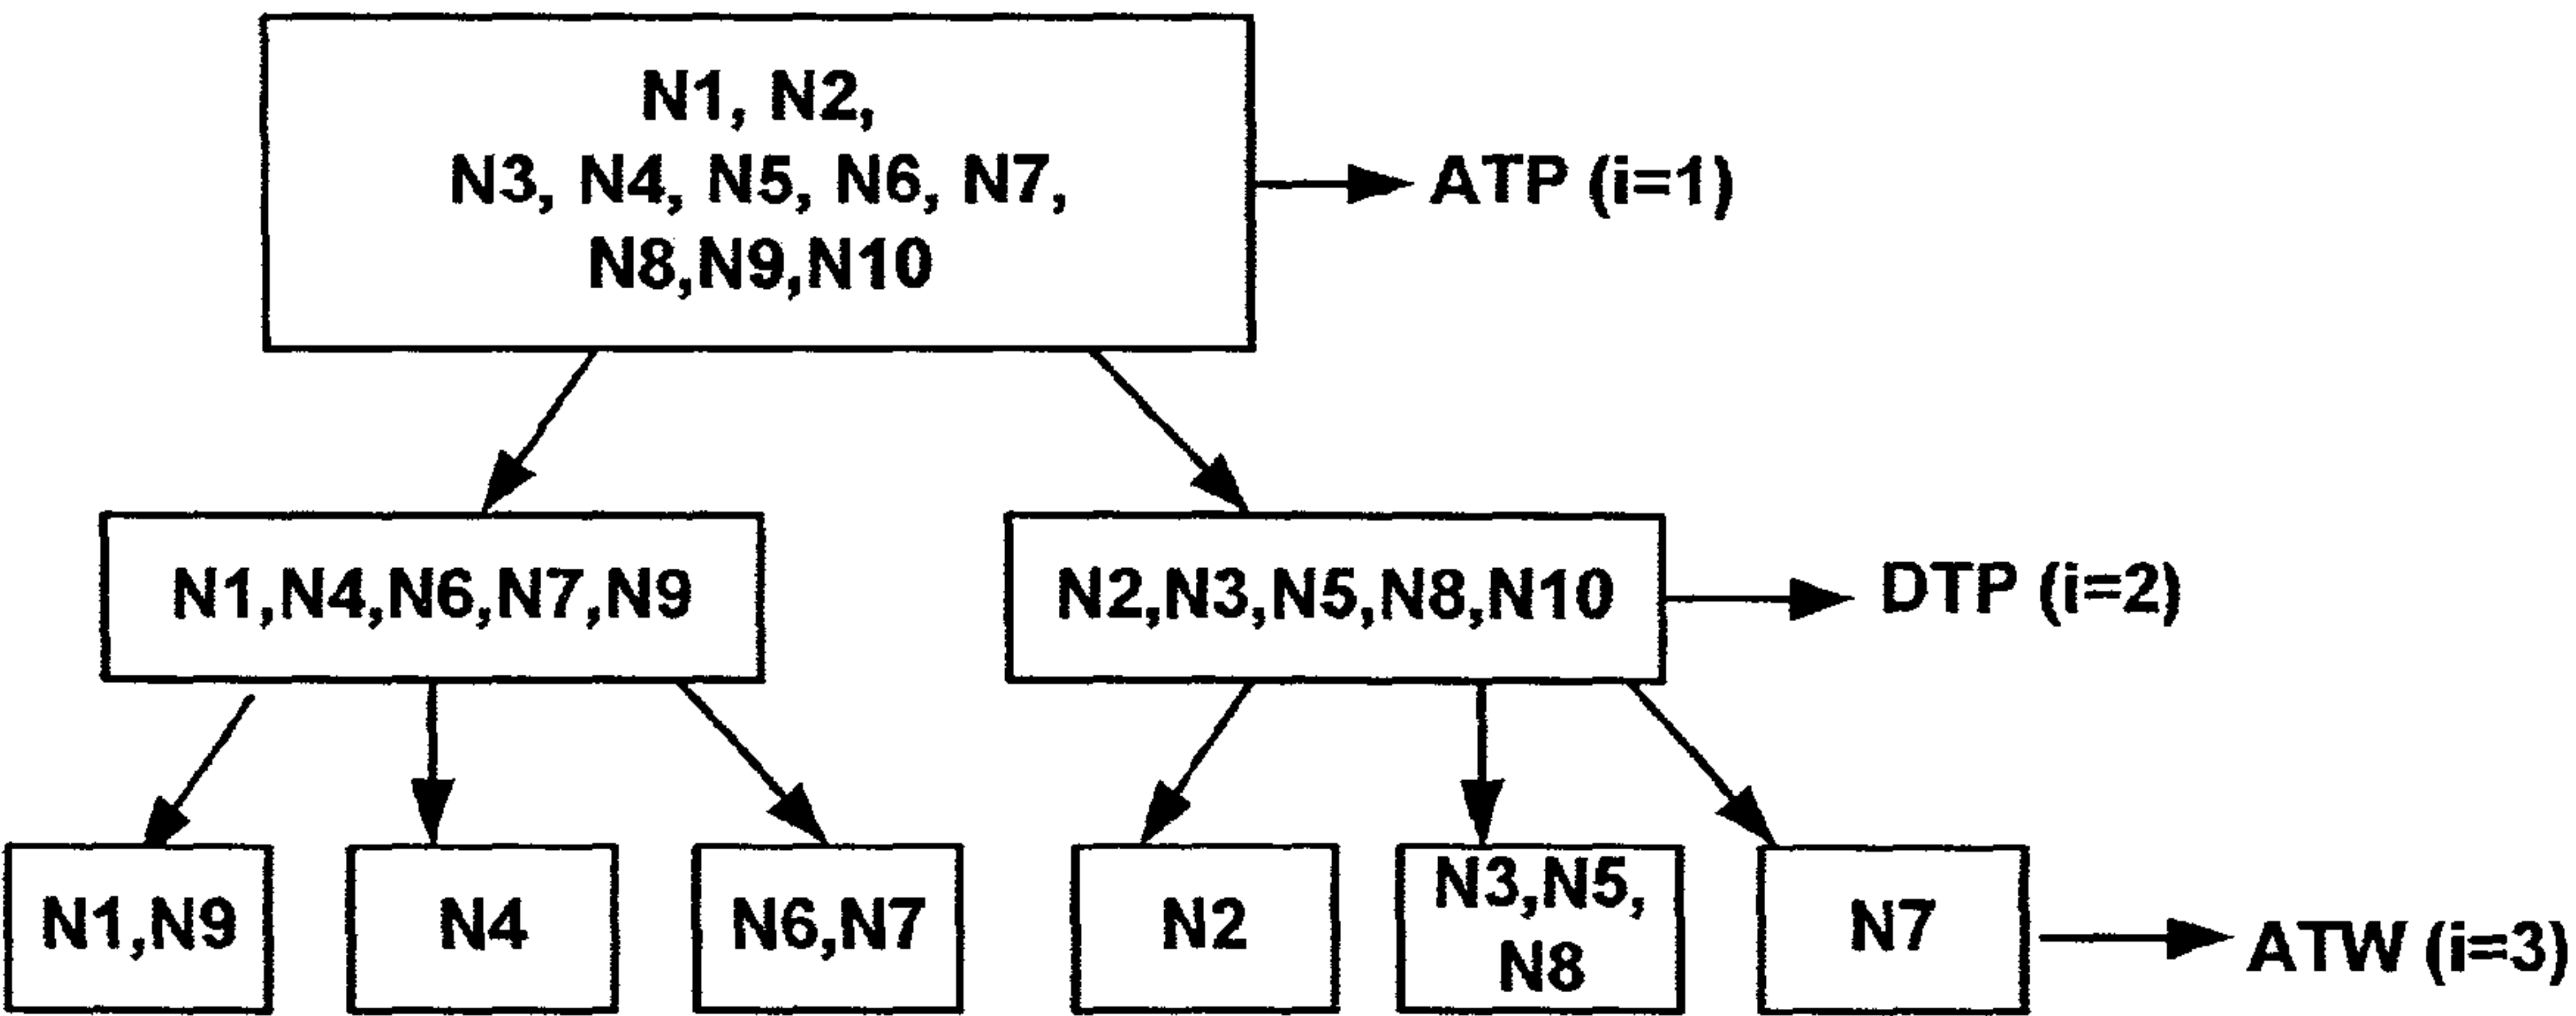 N1, N2,
N3, N4, N5, N6, N7,
N8,N9,N10
ATP (i=1)
N1,N4,N6,N7,N9
N2,N3,N5,N8,N10
DTP (i=2)
N1,N9
N4
N6,N7
N2
N3,N5,
N8
N7
ATW (i=3)